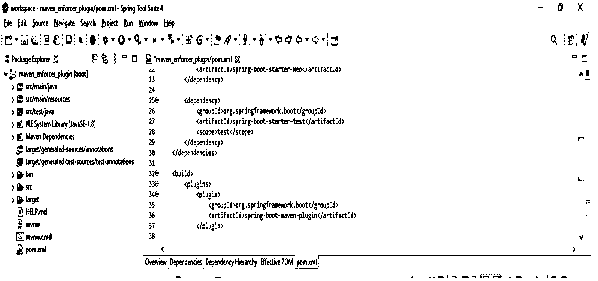 workspace - maven_enforcer_plugin/pom.xml - Spring Tool Suite 4
File Edit Source Navigate Search Project Run Window Help
Package Explorer
*maven_enforcer_plugin/pom.xml
maven_enforcer_plugin [boot]
src/main/java
src/main/resources
src/test/java
JRE System Library [JavaSE-1.8]
Maven Dependencies
target/generated-sources/annotations
target/generated-test-sources/test-annotations
bin
src
target
HELP.md
mvnw
mvnw.cmd
pom.xml
22 <artifactId>spring-boot-starter-web</artifactId>
23 </dependency>
24
25 <dependency>
26 <groupId>org.springframework.boot</groupId>
27 <artifactId>spring-boot-starter-test</artifactId>
28 <scope>test</scope>
29 </dependency>
30 </dependencies>
31
32 <build>
33 <plugins>
34 <plugin>
35 <groupId>org.springframework.boot</groupId>
36 <artifactId>spring-boot-maven-plugin</artifactId>
37 </plugin>
38
Overview Dependencies Dependency Hierarchy Effective POM pom.xml